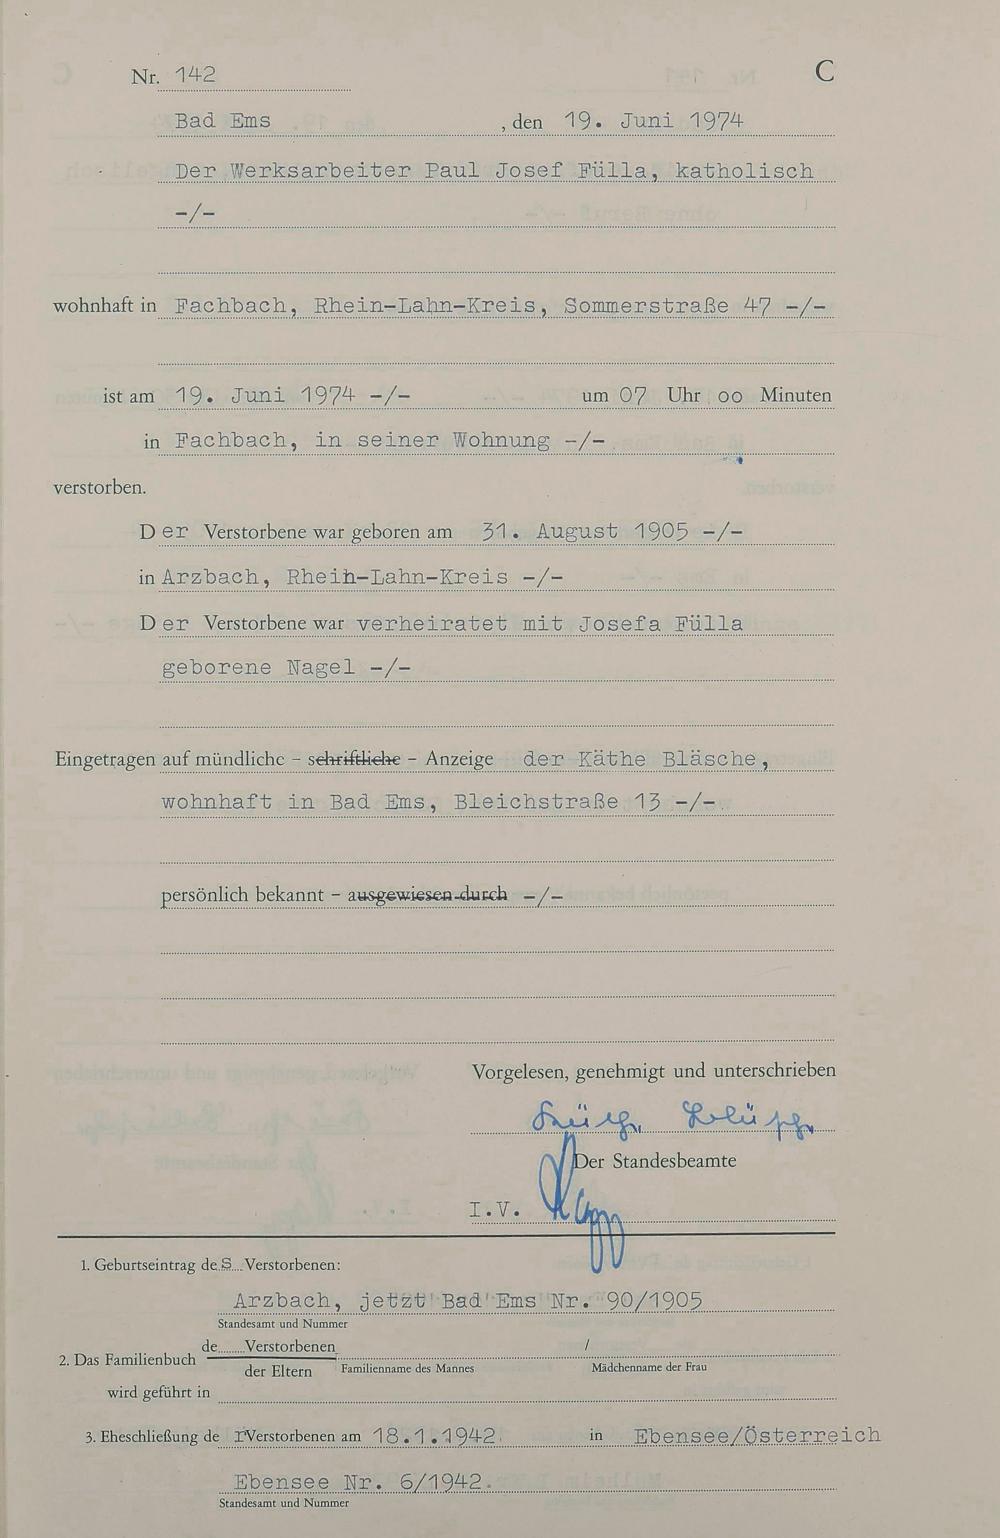 Nr. 142 C
Bad Ems , den 19. Juni 1974
Der Werksarbeiter Paul Josef Fülla, katholisch
-/-
wohnhaft in Fachbach, Rhein-Lahn-Kreis, Sommerstraße 47 -/-
ist am 19. Juni 1974 -/- um 07 Uhr oo Minuten
in Fachbach, in seiner Wohnung -/-
verstorben.
Der Verstorbene war geboren am 31. August 1905 -/-
in Arzbach, Rhein-Lahn-Kreis -/-
Der Verstorbene war verheiratet mit Josefa Fülla
geborene Nagel -/-
Eingetragen auf mündliche - schriftliche - Anzeige der Käthe Bläsche,
wohnhaft in Bad Ems, Bleichstraße 13 -/-
persönlich bekannt - ausgewiesen durch -/-
Vorgelesen, genehmigt und unterschrieben
Käthe Bläsche
Der Standesbeamte
I.V.
1. Geburtseintrag des Verstorbenen:
Arzbach, jetzt Bad Ems Nr. 90/1905
Standesamt und Nummer
de Verstorbenen /
2. Das Familienbuch
der Eltern Familienname des Mannes Mädchenname der Frau
wird geführt in
3. Eheschließung de r Verstorbenen am 18.1.1942 in Ebensee/Österreich
Ebensee Nr. 6/1942.
Standesamt und Nummer